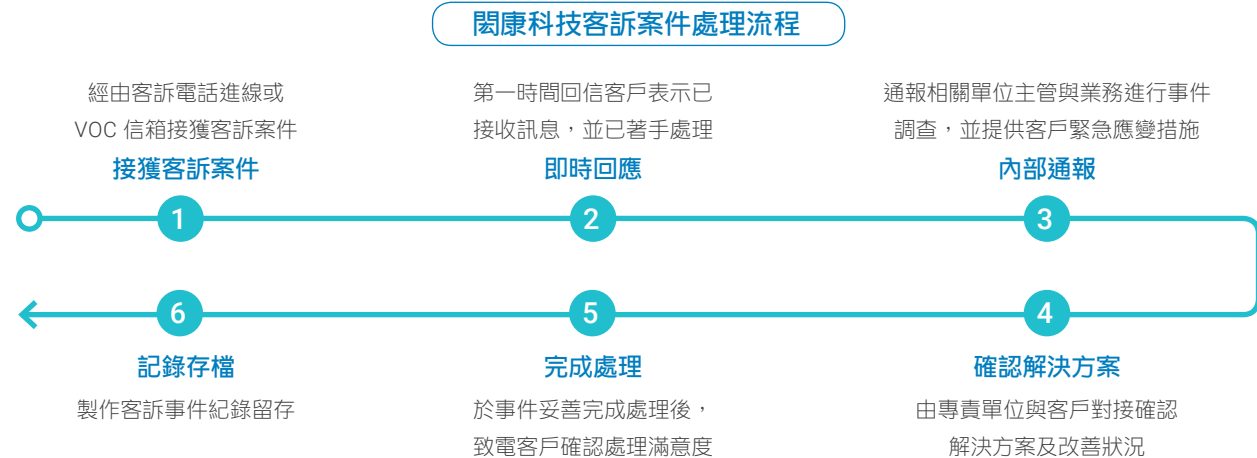 閎康科技客訴案件處理流程
經由客訴電話進線或
VOC 信箱接獲客訴案件
接獲客訴案件
1
第一時間回信客戶表示已
接收訊息，並已著手處理
即時回應
2
通報相關單位主管與業務進行事件
調查，並提供客戶緊急應變措施
內部通報
3
4
確認解決方案
由專責單位與客戶對接確認
解決方案及改善狀況
5
完成處理
於事件妥善完成處理後，
致電客戶確認處理滿意度
6
記錄存檔
製作客訴事件紀錄留存